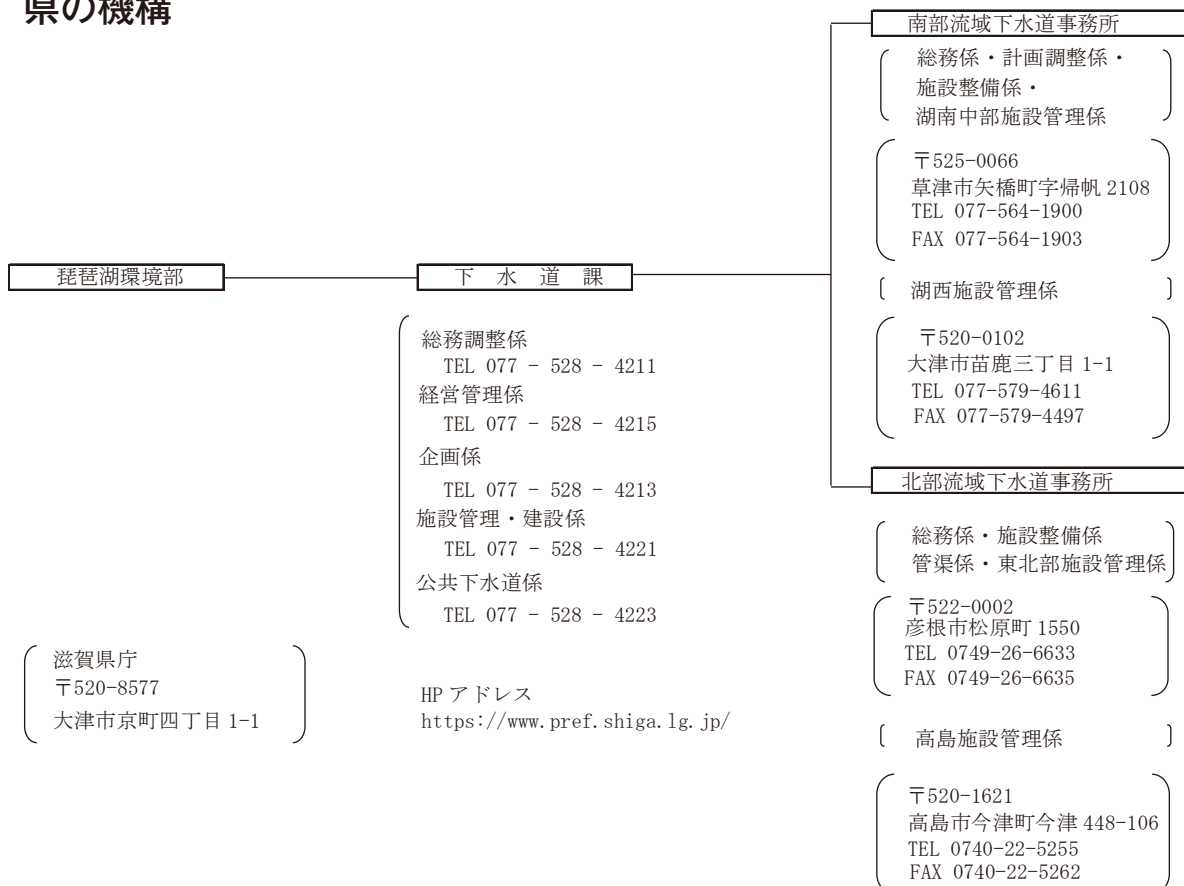 県の機構
琵琶湖環境部
滋賀県庁
〒520-8577
大津市京町四丁目 1-1
下 水 道 課
総務調整係
TEL 077 - 528 - 4211
経営管理係
TEL 077 - 528 - 4215
企画係
TEL 077 - 528 - 4213
施設管理・建設係
TEL 077 - 528 - 4221
公共下水道係
TEL 077 - 528 - 4223
HP アドレス
https://www.pref.shiga.lg.jp/
南部流域下水道事務所
総務係・計画調整係・
施設整備係・
湖南中部施設管理係
〒525-0066
草津市矢橋町字帰帆 2108
TEL 077-564-1900
FAX 077-564-1903
湖西施設管理係
〒520-0102
大津市苗鹿三丁目 1-1
TEL 077-579-4611
FAX 077-579-4497
北部流域下水道事務所
総務係・施設整備係
管渠係・東北部施設管理係
〒522-0002
彦根市松原町 1550
TEL 0749-26-6633
FAX 0749-26-6635
高島施設管理係
〒520-1621
高島市今津町今津 448-106
TEL 0740-22-5255
FAX 0740-22-5262